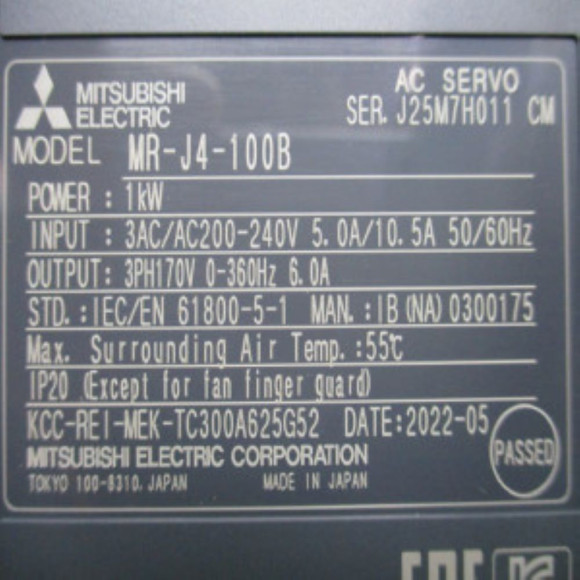 MITSUBISHI
ELECTRIC
AC SERVO
SER. J25M7H011 CM
MODEL MR-J4-100B
POWER : 1kW
INPUT : 3AC/AC200-240V 5.0A/10.5A 50/60Hz
OUTPUT: 3PH170V 0-360Hz 6.0A
STD.: IEC/EN 61800-5-1 MAN.: IB(NA)0300175
Max. Surrounding Air Temp.:55℃
IP20 (Except for fan finger guard)
KCC-REI-MEK-TC300A625G52 DATE:2022-05
MITSUBISHI ELECTRIC CORPORATION
PASSED
TOKYO 100-8310, JAPAN MADE IN JAPAN